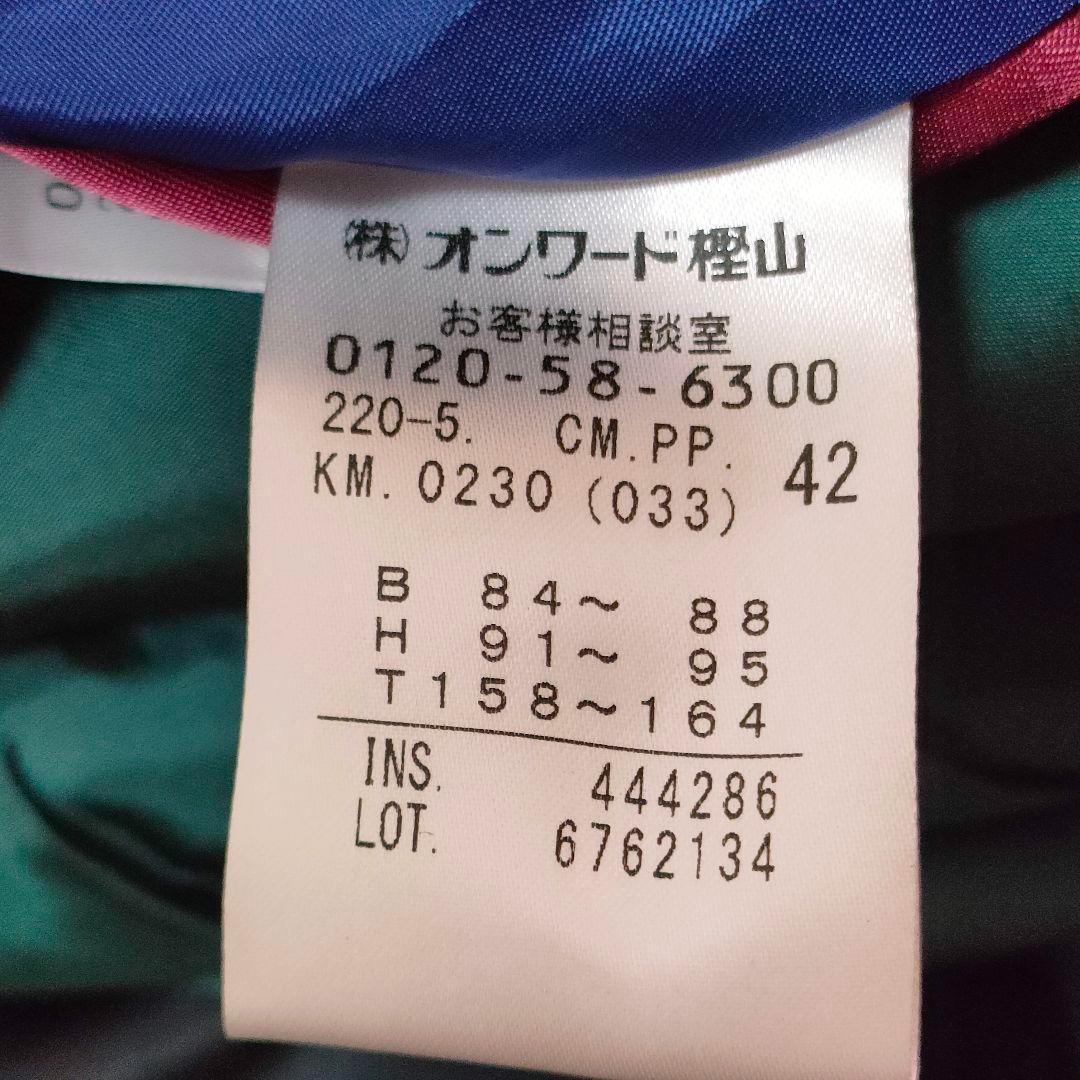 (株) オンワード樫山
お客様相談室
0120-58-6300
220-5. CM.PP. 42
KM. 0230 (033)
B 84~ 88
H 91~ 95
T 158~164
INS. 444286
LOT. 6762134